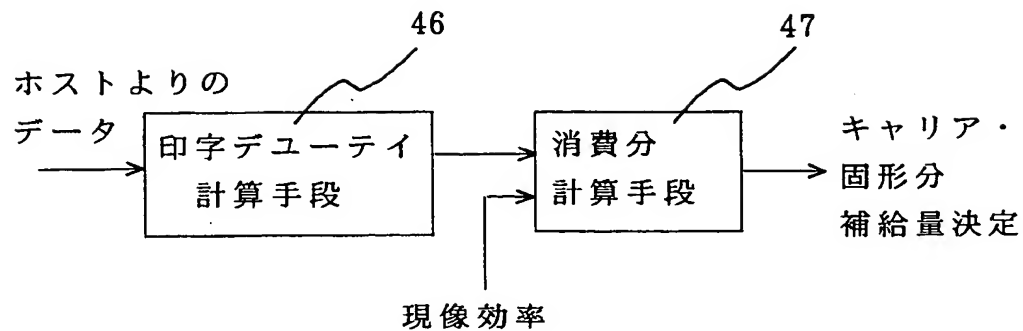 46
47
ホストよりの
データ
印字デューテイ
計算手段
消費分
計算手段
キャリア・
固形分
補給量決定
現像効率